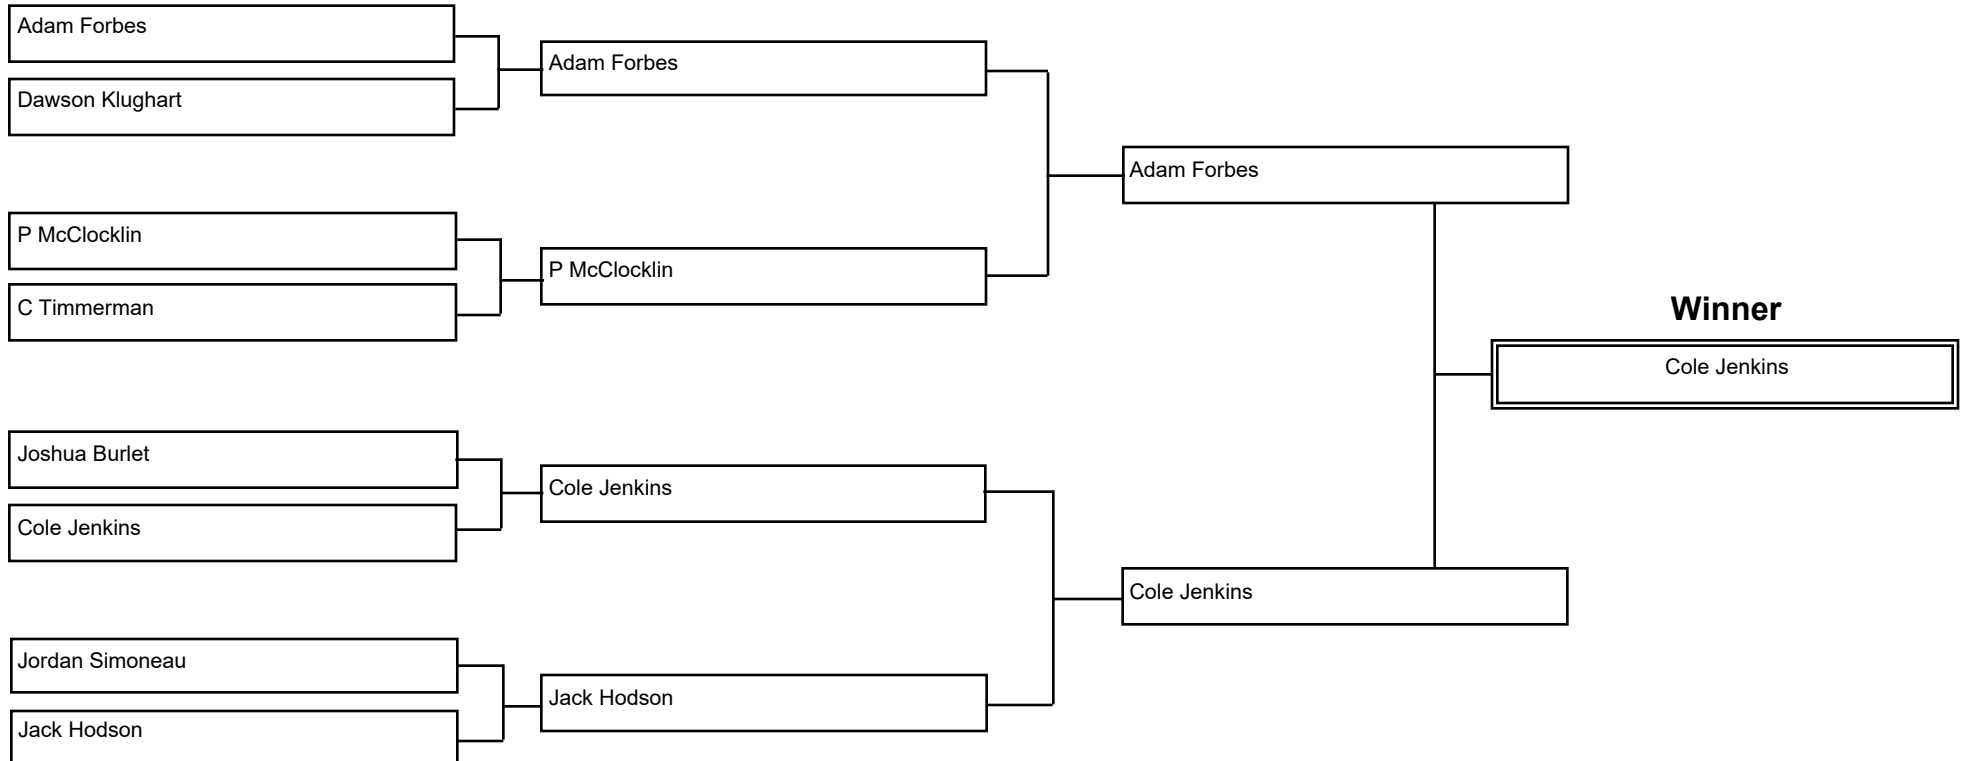 Adam Forbes
Dawson Klughart
P McClocklin
C Timmerman
Joshua Burlet
Cole Jenkins
Jordan Simoneau
Jack Hodson
Adam Forbes
P McClocklin
Cole Jenkins
Jack Hodson
Adam Forbes
Cole Jenkins
Winner
Cole Jenkins